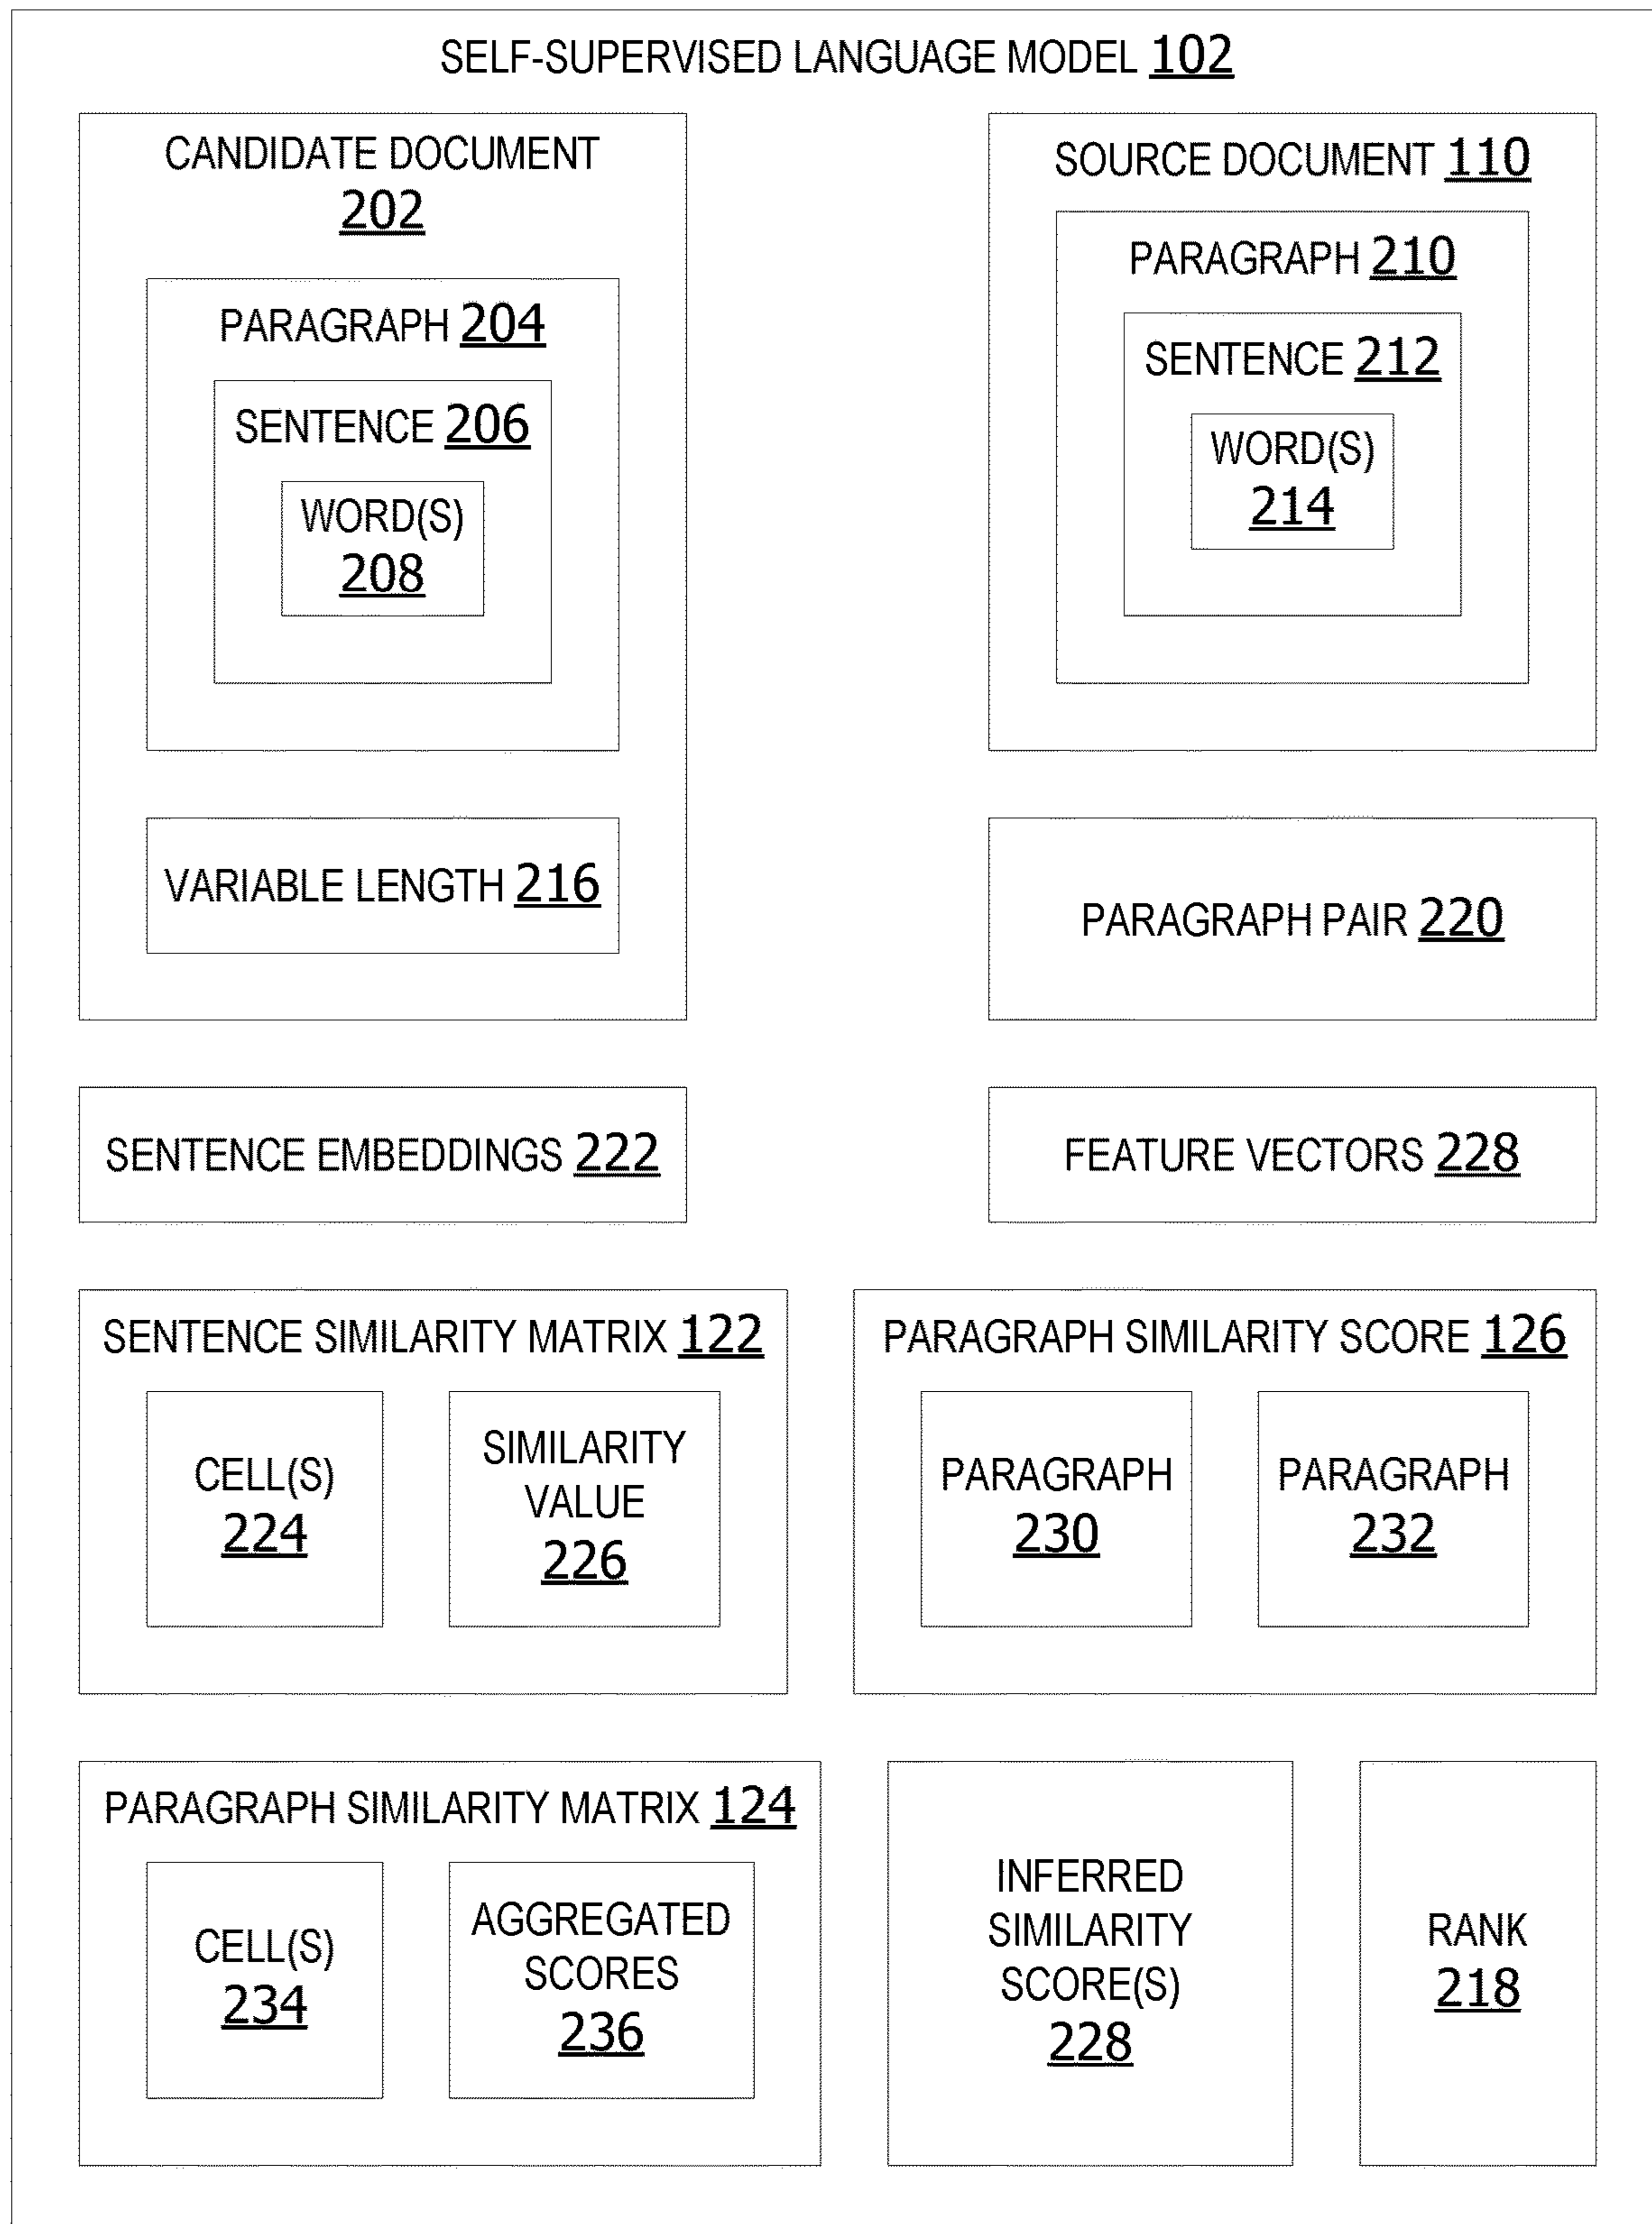 SELF-SUPERVISED LANGUAGE MODEL 102
CANDIDATE DOCUMENT
202
PARAGRAPH 204
SENTENCE 206
WORD(S)
208
VARIABLE LENGTH 216
SOURCE DOCUMENT 110
PARAGRAPH 210
SENTENCE 212
WORD(S)
214
PARAGRAPH PAIR 220
SENTENCE EMBEDDINGS 222
FEATURE VECTORS 228
SENTENCE SIMILARITY MATRIX 122
CELL(S)
224
SIMILARITY
VALUE
226
PARAGRAPH SIMILARITY SCORE 126
PARAGRAPH
230
PARAGRAPH
232
PARAGRAPH SIMILARITY MATRIX 124
CELL(S)
234
AGGREGATED
SCORES
236
INFERRED
SIMILARITY
SCORE(S)
228
RANK
218